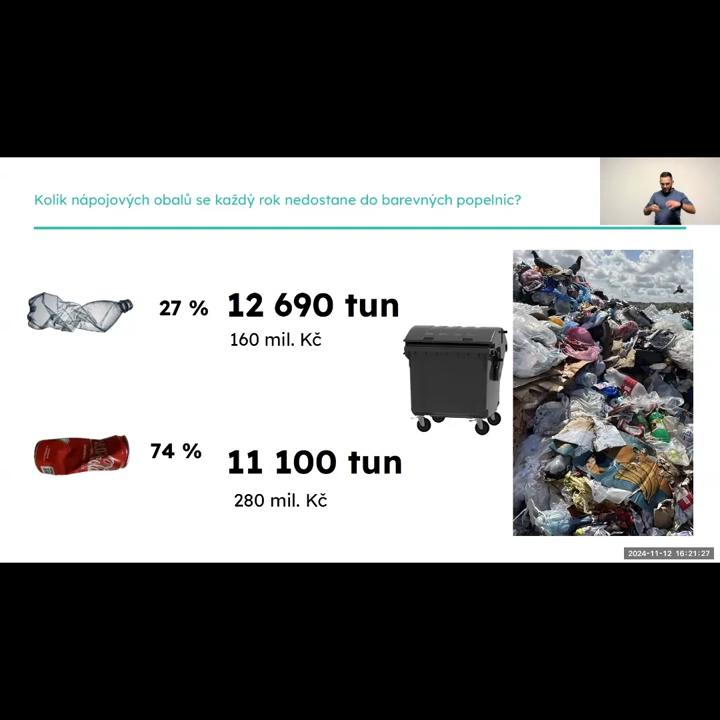 Kolik nápojových obalů se každý rok nedostane do barevných popelnic?
27 %
12 690 tun
160 mil. Kč
74 %
11 100 tun
280 mil. Kč
2024-11-12 16:21:27